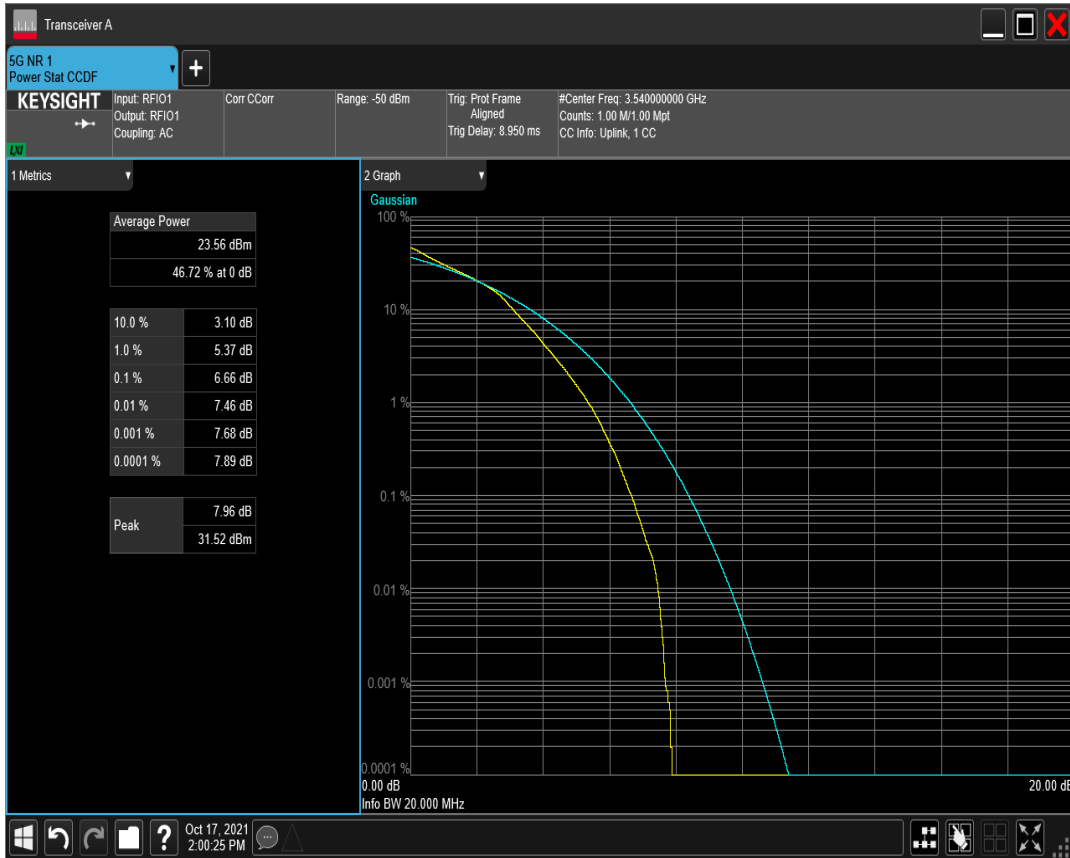 Transceiver A
5G NR 1
Power Stat CCDF
KEYSIGHT
LXI
Input: RFIO1
Output: RFIO1
Coupling: AC
Corr CCorr
Range: -50 dBm
Trig: Prot Frame
Aligned
Trig Delay: 8.950 ms
#Center Freq: 3.540000000 GHz
Counts: 1.00 M/1.00 Mpt
CC Info: Uplink, 1 CC
1 Metrics
Average Power
23.56 dBm
46.72 % at 0 dB
10.0 % 3.10 dB
1.0 % 5.37 dB
0.1 % 6.66 dB
0.01 % 7.46 dB
0.001 % 7.68 dB
0.0001 % 7.89 dB
Peak 7.96 dB
31.52 dBm
2 Graph
Gaussian
100 %
10 %
1 %
0.1 %
0.01 %
0.001 %
0.0001 %
0.00 dB 20.00 dB
Info BW 20.000 MHz
? Oct 17, 2021
2:00:25 PM